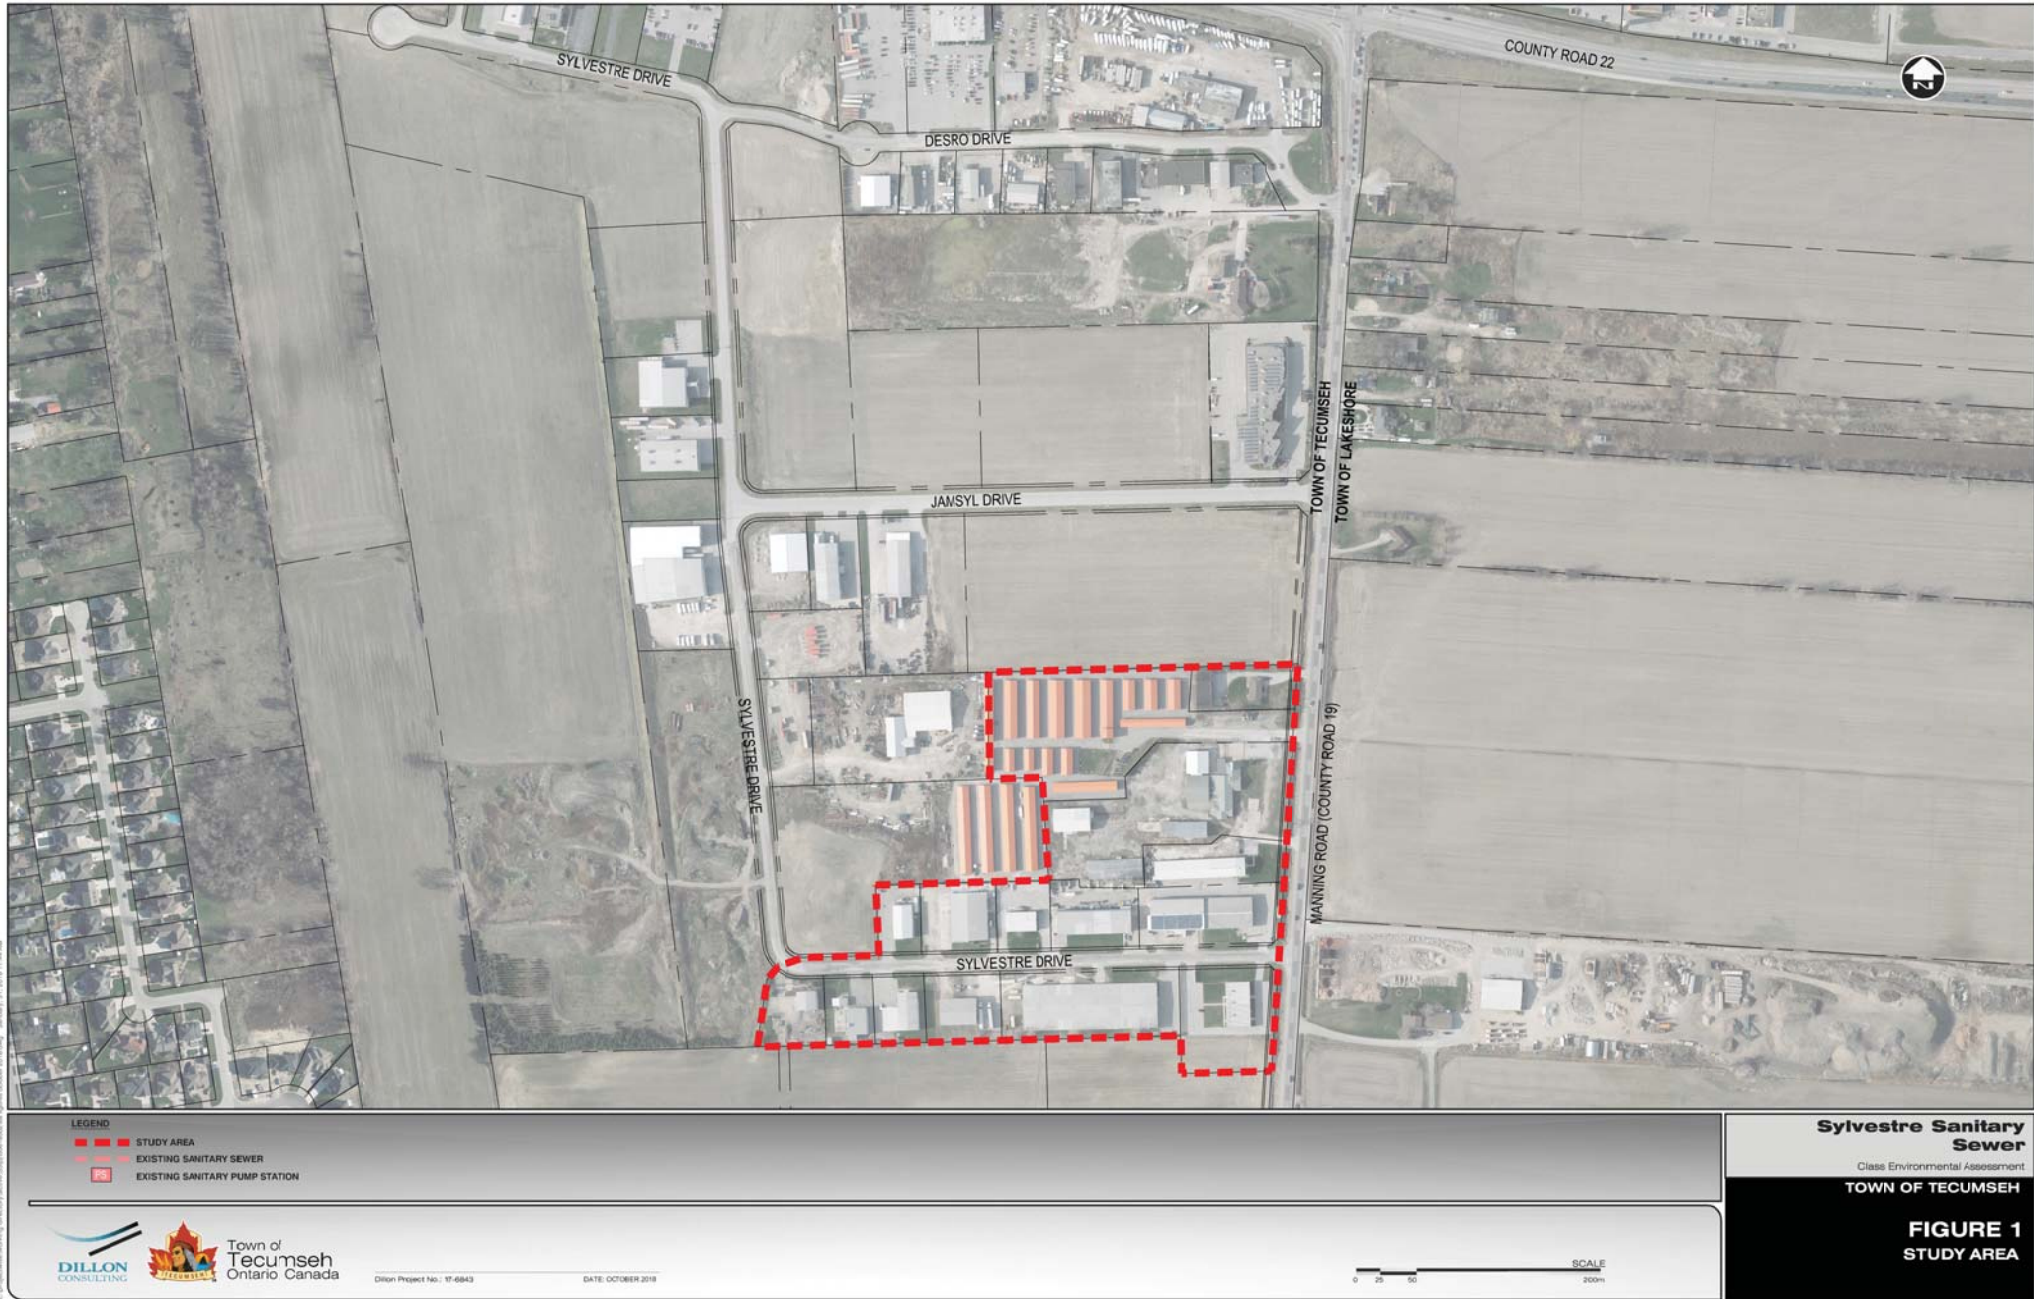 SYLVESTRE DRIVE
COUNTY ROAD 22
N
DESRO DRIVE
TOWN OF TECUMSEH
TOWN OF LAKESHORE
JAMSYL DRIVE
SYLVESTRE DRIVE
MANNING ROAD (COUNTY ROAD 19)
SYLVESTRE DRIVE
LEGEND
STUDY AREA
EXISTING SANITARY SEWER
PS EXISTING SANITARY PUMP STATION
Sylvestre Sanitary
Sewer
Class Environmental Assessment
TOWN OF TECUMSEH
FIGURE 1
STUDY AREA
DILLON
CONSULTING
TECUMSEH
Town of
Tecumseh
Ontario Canada
Dillon Project No.: 17-6843
DATE: OCTOBER 2018
SCALE
0 25 50 200m